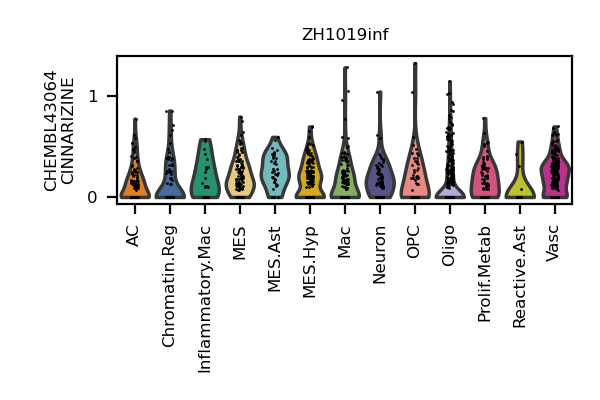 ZH1019inf
CHEMBL43064
CINNARIZINE
1
0
AC
Chromatin.Reg
Inflammatory.Mac
MES
MES.Ast
MES.Hyp
Mac
Neuron
OPC
Oligo
Prolif.Metab
Reactive.Ast
Vasc